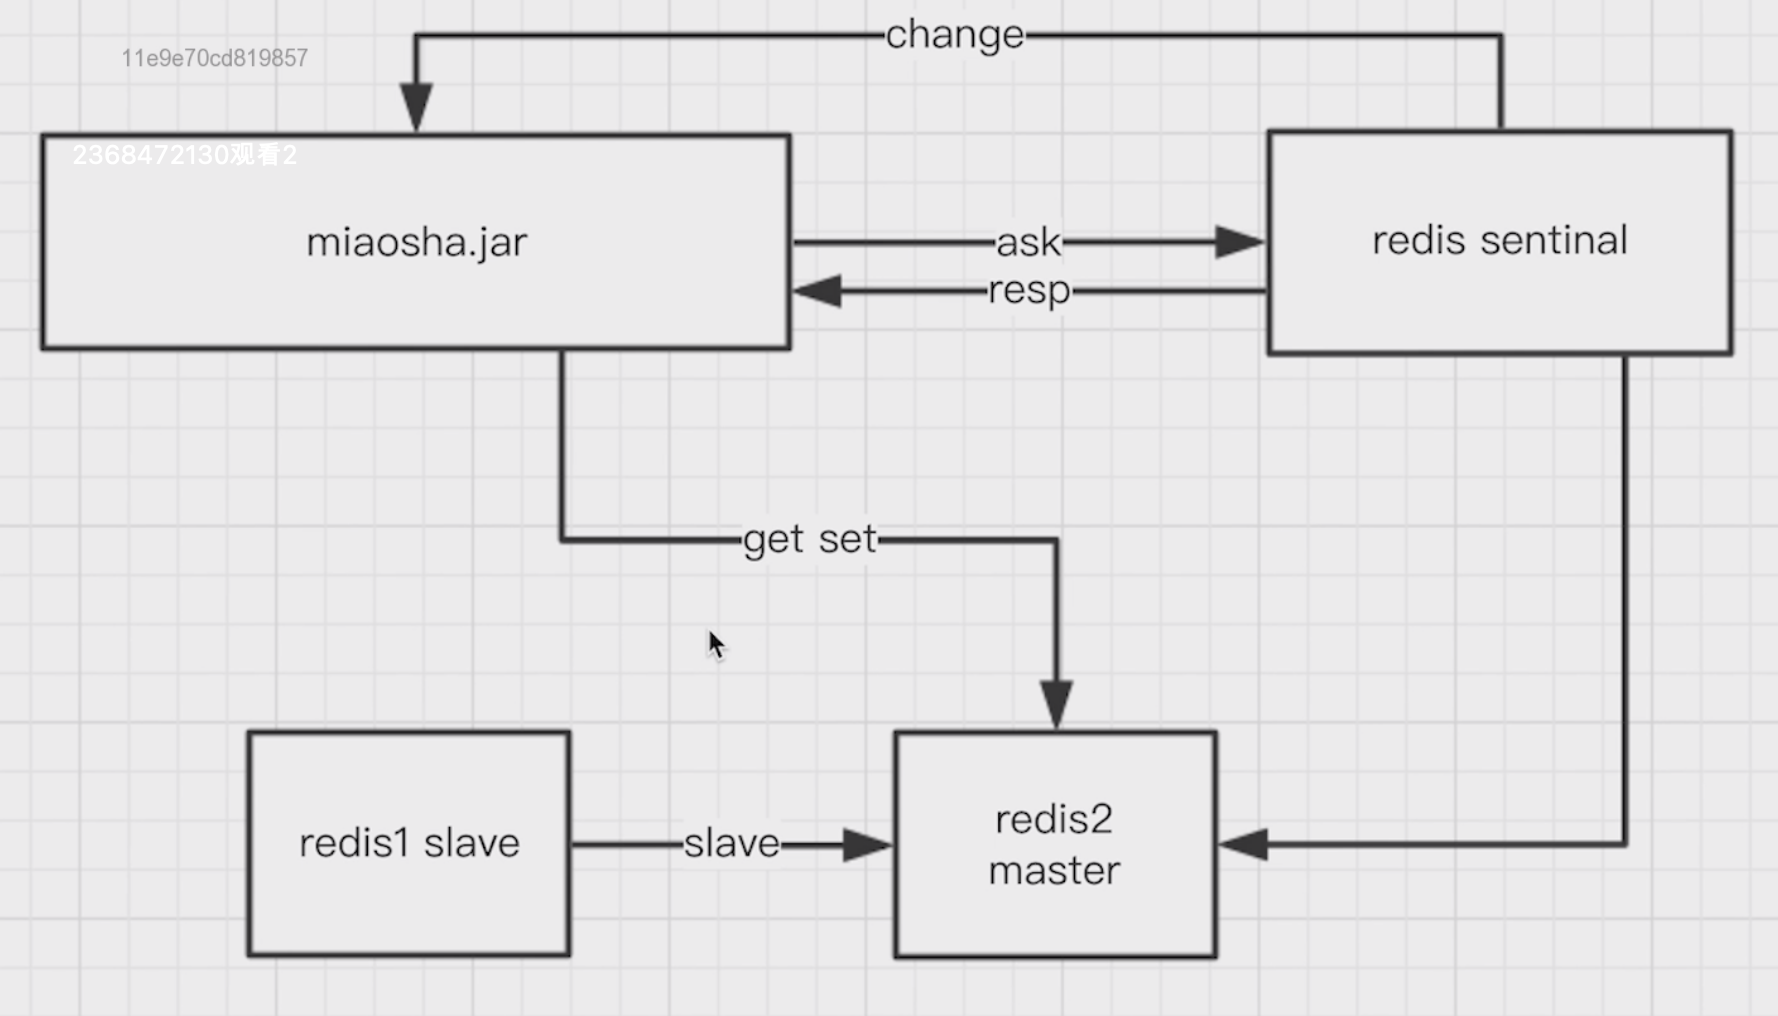 change
11e9e70cd819857
2368472130观看2
miaosha.jar
ask
resp
redis sentinal
get set
redis1 slave
slave
redis2
master